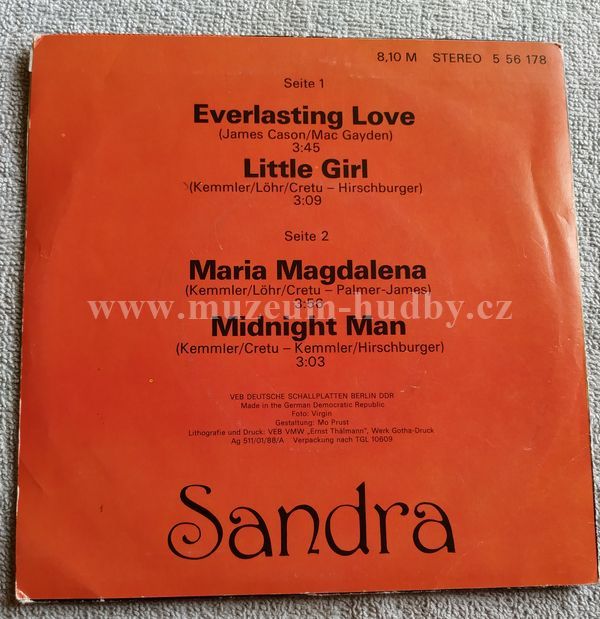 8,10 M STEREO 5 56 178
Seite 1
Everlasting Love
(James Cason/Mac Gayden)
3:45
Little Girl
(Kemmler/Löhr/Cretu – Hirschburger)
3:09
Seite 2
Maria Magdalena
(Kemmler/Löhr/Cretu – Palmer-James)
3:56
www.muzeum-hudby.cz
Midnight Man
(Kemmler/Cretu – Kemmler/Hirschburger)
3:03
VEB DEUTSCHE SCHALLPLATTEN BERLIN DDR
Made in the German Democratic Republic
Foto: Virgin
Gestaltung: Mo Prust
Lithografie und Druck: VEB VMW „Ernst Thälmann", Werk Gotha-Druck
Ag 511/01/88/A Verpackung nach TGL 10609
Sandra